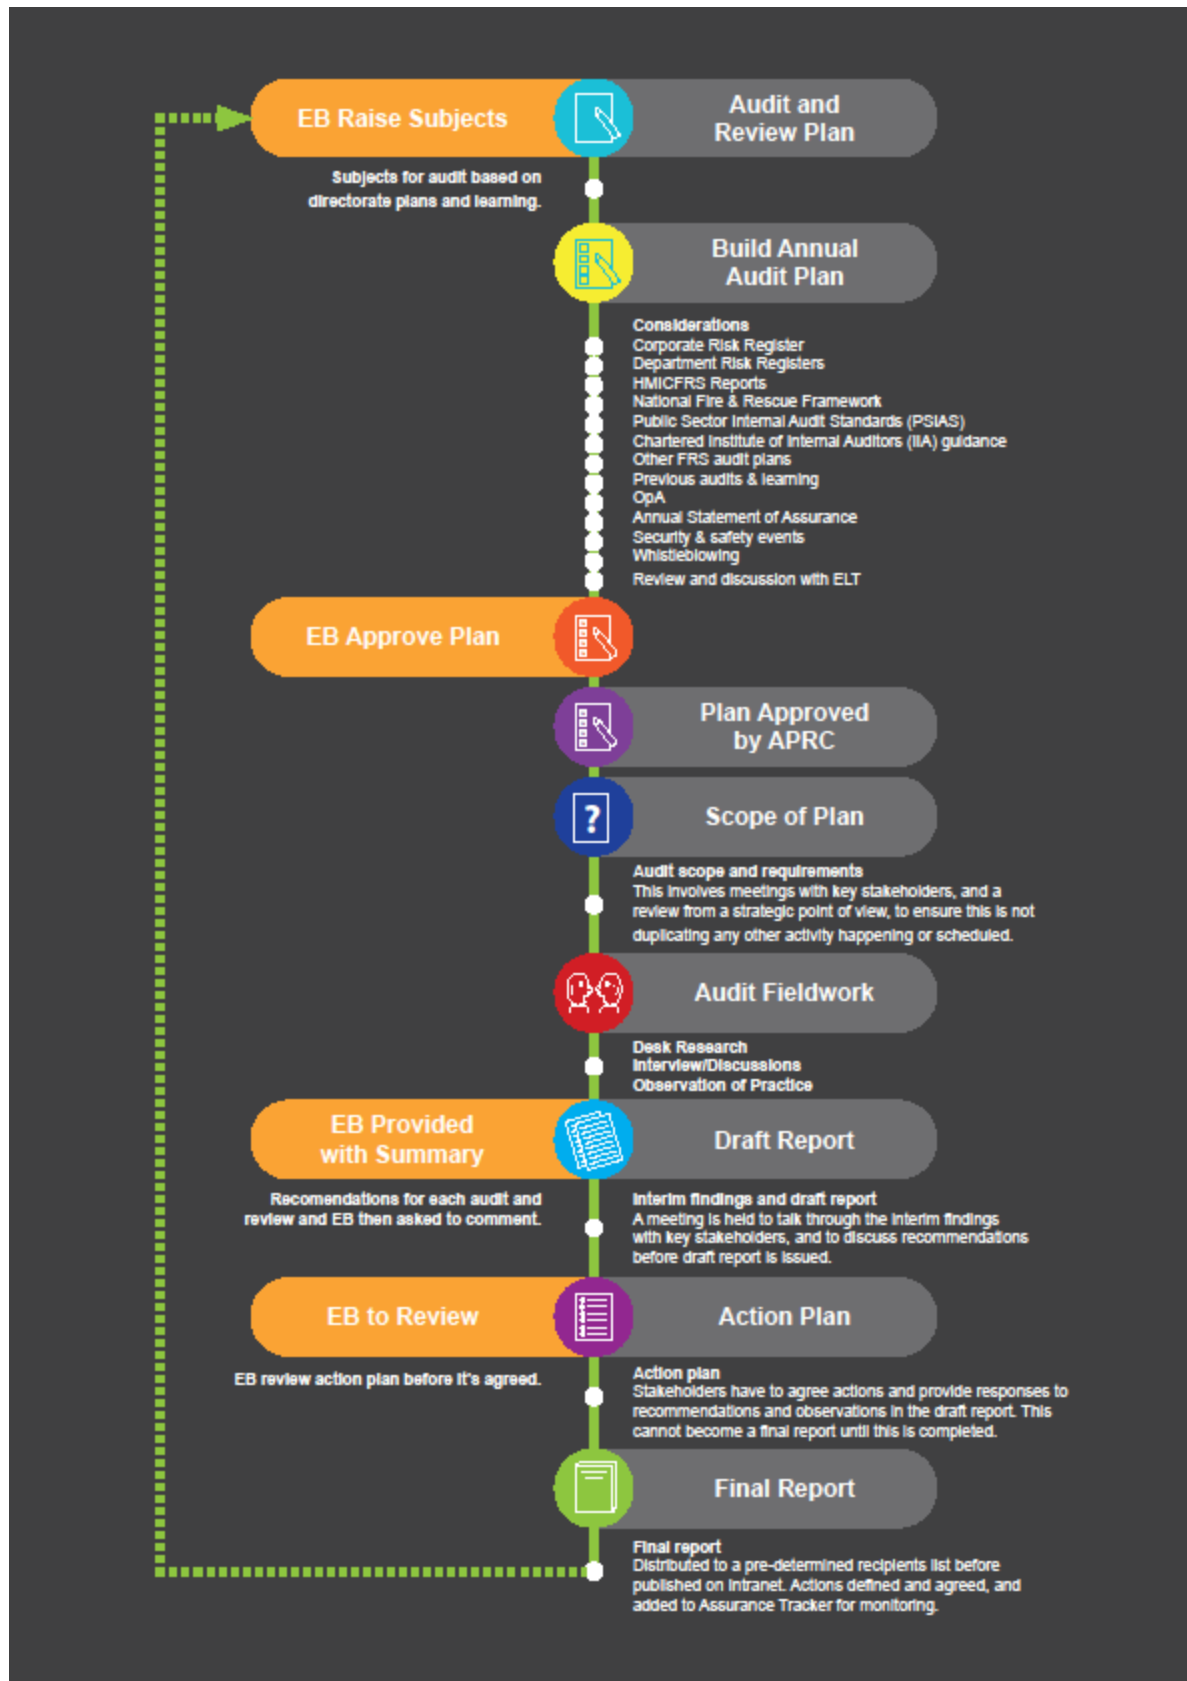 EB Raise Subjects
Audit and
Review Plan
Subjects for audit based on
directorate plans and learning.
Build Annual
Audit Plan
Considerations
Corporate Risk Register
Department Risk Registers
HMICFRS Reports
National Fire & Rescue Framework
Public Sector Internal Audit Standards (PSIAS)
Chartered Institute of Internal Auditors (IIA) guidance
Other FRS audit plans
Previous audits & learning
OpA
Annual Statement of Assurance
Security & safety events
Whistleblowing
Review and discussion with ELT
EB Approve Plan
Plan Approved
by APRC
?
Scope of Plan
Audit scope and requirements
This involves meetings with key stakeholders, and a
review from a strategic point of view, to ensure this is not
duplicating any other activity happening or scheduled.
Audit Fieldwork
Desk Research
Interview/Discussions
Observation of Practice
EB Provided
with Summary
Draft Report
Recomendations for each audit and
review and EB then asked to comment.
Interim findings and draft report
A meeting is held to talk through the interim findings
with key stakeholders, and to discuss recommendations
before draft report is issued.
EB to Review
Action Plan
EB review action plan before it's agreed.
Action plan
Stakeholders have to agree actions and provide responses to
recommendations and observations in the draft report. This
cannot become a final report until this is completed.
Final Report
Final report
Distributed to a pre-determined recipients list before
published on Intranet. Actions defined and agreed, and
added to Assurance Tracker for monitoring.